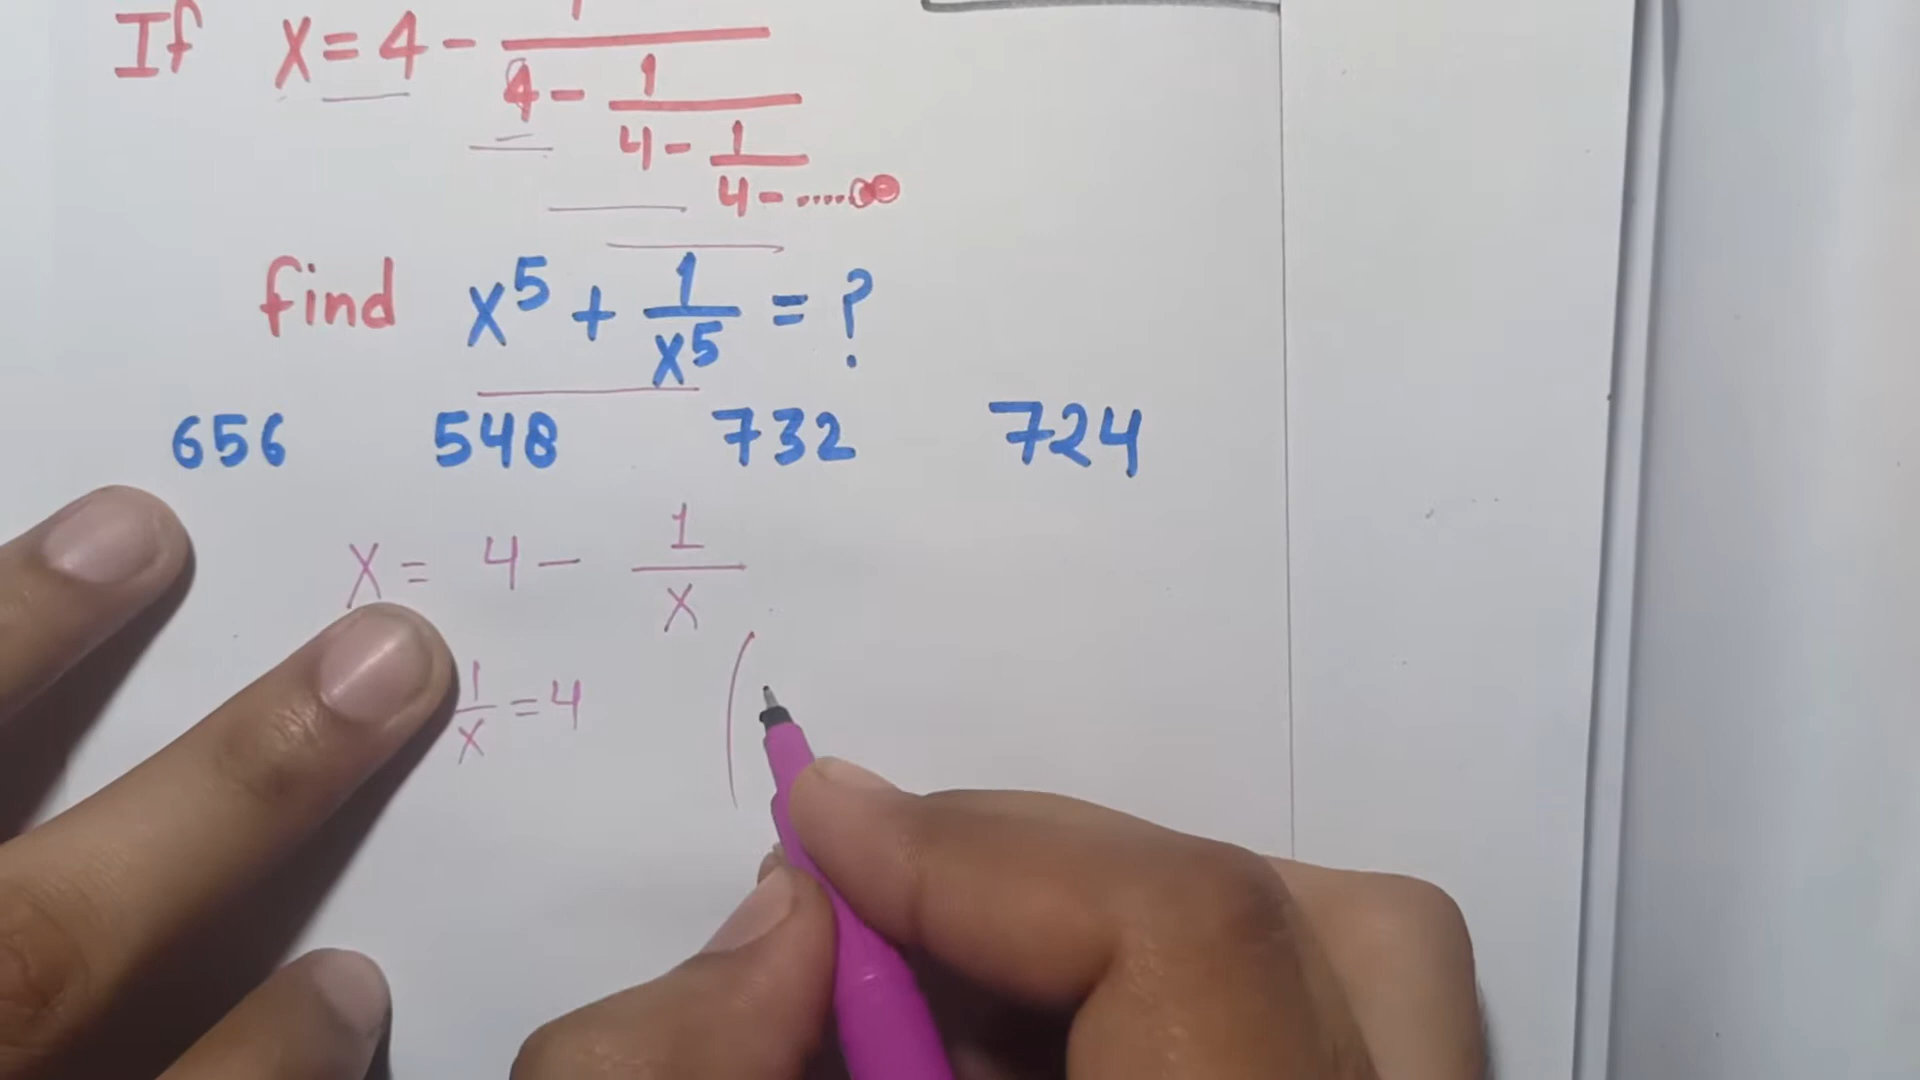 If x = 4 - 1
4 - 1
4 - 1
4 - .....∞
find x⁵ + 1/x⁵ = ?
656 548 732 724
x = 4 - 1/x
1/x = 4
(